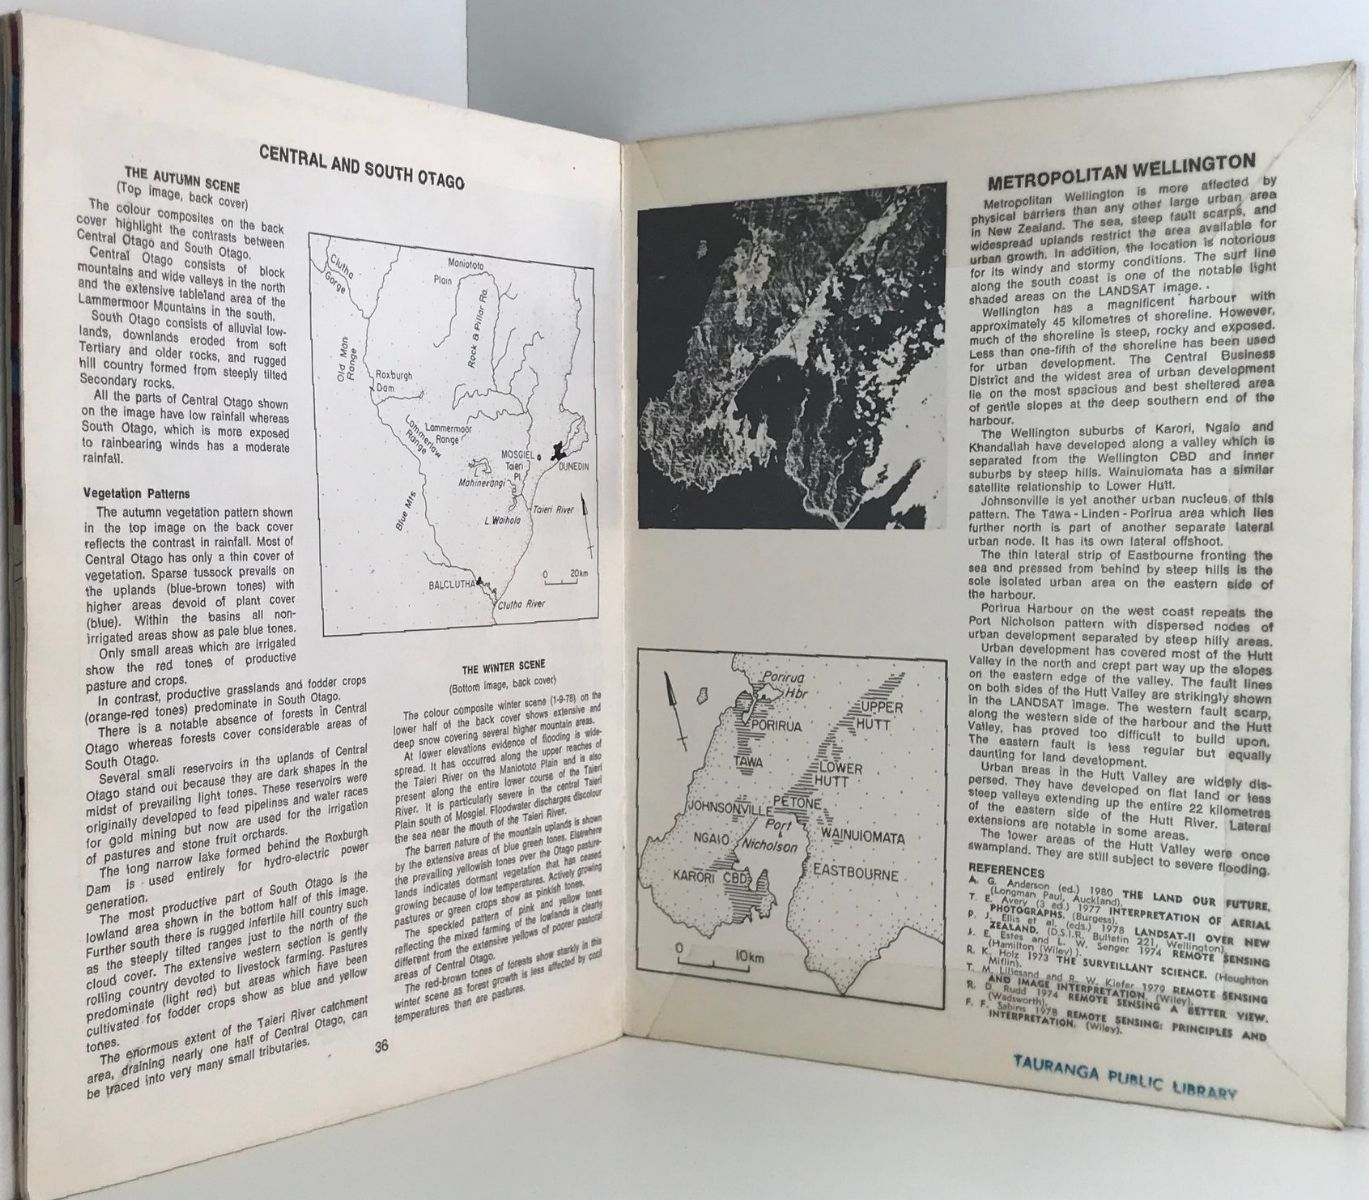 CENTRAL AND SOUTH OTAGO
THE AUTUMN SCENE
(Top image, back cover)
The colour composites on the back
cover highlight the contrasts between
Central Otago and South Otago.
Central Otago consists of block
mountains and wide valleys in the north
and the extensive tableland area of the
Lammermoor Mountains in the south.
South Otago consists of alluvial low-
lands, downlands eroded from soft
Tertiary and older rocks, and rugged
hill country formed from steeply tilted
Secondary rocks.
All the parts of Central Otago shown
on the image have low rainfall whereas
South Otago, which is more exposed
to rainbearing winds has a moderate
rainfall.
Vegetation Patterns
The autumn vegetation pattern shown
in the top image on the back cover
reflects the contrast in rainfall. Most of
Central Otago has only a thin cover of
vegetation. Sparse tussock prevails on
the uplands (blue-brown tones) with
higher areas devoid of plant cover
(blue). Within the basins all non-
irrigated areas show as pale blue tones.
Only small areas which are irrigated
show the red tones of productive
pasture and crops.
In contrast, productive grasslands and fodder crops
(orange-red tones) predominate in South Otago.
There is a notable absence of forests in Central
Otago whereas forests cover considerable areas of
South Otago.
Several small reservoirs in the uplands of Central
Otago stand out because they are dark shapes in the
midst of prevailing light tones. These reservoirs were
originally developed to feed pipelines and water races
for gold mining but now are used for the irrigation
of pastures and stone fruit orchards.
The long narrow lake formed behind the Roxburgh
Dam is used entirely for hydro-electric power
generation.
The most productive part of South Otago is the
lowland area shown in the bottom half of this image.
Further south there is rugged infertile hill country such
as the steeply tilted ranges just to the north of the
cloud cover. The extensive western section is gently
rolling country devoted to livestock farming. Pastures
predominate (light red) but areas which have been
cultivated for fodder crops show as blue and yellow
tones.
The enormous extent of the Taieri River catchment
area, draining nearly one half of Central Otago, can
be traced into very many small tributaries.
Clutha
Gorge
Maniototo
Plain
Rock & Pillar Ra.
Old Man
Range
Roxburgh
Dam
Lammermoor
Range
Lammerlaw
Range
MOSGIEL
Taieri
Pl.
DUNEDIN
Mahinerangi
Blue Mts
L Waihola
Taieri River
BALCLUTHA
0 20km
Clutha River
THE WINTER SCENE
(Bottom image, back cover)
The colour composite winter scene (1-9-78) on the
lower half of the back cover shows extensive and
deep snow covering several higher mountain areas.
At lower elevations evidence of flooding is wide-
spread. It has occurred along the upper reaches of
the Taieri River on the Maniototo Plain and is also
present along the entire lower course of the Taieri
River. It is particularly severe in the central Taieri
Plain south of Mosgiel. Floodwater discharges discolour
the sea near the mouth of the Taieri River.
The barren nature of the mountain uplands is shown
by the extensive areas of blue green tones. Elsewhere
the prevailing yellowish tones over the Otago pasture-
lands indicates dormant vegetation that has ceased
growing because of low temperatures. Actively growing
pastures or green crops show as pinkish tones.
The speckled pattern of pink and yellow tones
reflecting the mixed farming of the lowlands is clearly
different from the extensive yellows of poorer pastoral
areas of Central Otago.
The red-brown tones of forests show starkly in this
winter scene as forest growth is less affected by cool
temperatures than are pastures.
36
METROPOLITAN WELLINGTON
Metropolitan Wellington is more affected by
physical barriers than any other large urban area
in New Zealand. The sea, steep fault scarps, and
widespread uplands restrict the area available for
urban growth. In addition, the location is notorious
for its windy and stormy conditions. The surf line
along the south coast is one of the notable light
shaded areas on the LANDSAT image. .
Wellington has a magnificent harbour with
approximately 45 kilometres of shoreline. However,
much of the shoreline is steep, rocky and exposed.
Less than one-fifth of the shoreline has been used
for urban development. The Central Business
District and the widest area of urban development
lie on the most spacious and best sheltered area
of gentle slopes at the deep southern end of the
harbour.
The Wellington suburbs of Karori, Ngaio and
Khandallah have developed along a valley which is
separated from the Wellington CBD and inner
suburbs by steep hills. Wainuiomata has a similar
satellite relationship to Lower Hutt.
Johnsonville is yet another urban nucleus of this
pattern. The Tawa - Linden - Porirua area which lies
further north is part of another separate lateral
urban node. It has its own lateral offshoot.
The thin lateral strip of Eastbourne fronting the
sea and pressed from behind by steep hills is the
sole isolated urban area on the eastern side of
the harbour.
Porirua Harbour on the west coast repeats the
Port Nicholson pattern with dispersed nodes of
urban development separated by steep hilly areas.
Urban development has covered most of the Hutt
Valley in the north and crept part way up the slopes
on the eastern edge of the valley. The fault lines
on both sides of the Hutt Valley are strikingly shown
in the LANDSAT image. The western fault scarp,
along the western side of the harbour and the Hutt
Valley, has proved too difficult to build upon.
The eastern fault is less regular but equally
daunting for land development.
Urban areas in the Hutt Valley are widely dis-
persed. They have developed on flat land or less
steep valleys extending up the entire 22 kilometres
of the eastern side of the Hutt River. Lateral
extensions are notable in some areas.
The lower areas of the Hutt Valley were once
swampland. They are still subject to severe flooding.
REFERENCES
A. G. Anderson (ed.) 1980 THE LAND OUR FUTURE,
(Longman Paul, Auckland).
T. E. Avery (3 ed.) 1977 INTERPRETATION OF AERIAL
PHOTOGRAPHS, (Burgess).
P. J. Ellis et al. (eds.) 1978 LANDSAT-II OVER NEW
ZEALAND, (D.S.I.R. Bulletin 221, Wellington).
J. E. Estes and L. W. Senger 1974 REMOTE SENSING
(Hamilton (Wiley) ).
R. K. Holz 1973 THE SURVEILLANT SCIENCE, (Houghton
Miflin).
T. M. Lillesand and R. W. Kiefer 1979 REMOTE SENSING
AND IMAGE INTERPRETATION, (Wiley).
R. D. Rudd 1974 REMOTE SENSING A BETTER VIEW,
(Wadsworth).
F. F. Sabins 1978 REMOTE SENSING: PRINCIPLES AND
INTERPRETATION, (Wiley).
Porirua
Hbr
PORIRUA
UPPER
HUTT
TAWA
LOWER
HUTT
JOHNSONVILLE
PETONE
Port
Nicholson
NGAIO
WAINUIOMATA
KARORI CBD
EASTBOURNE
0 10km
TAURANGA PUBLIC LIBRARY